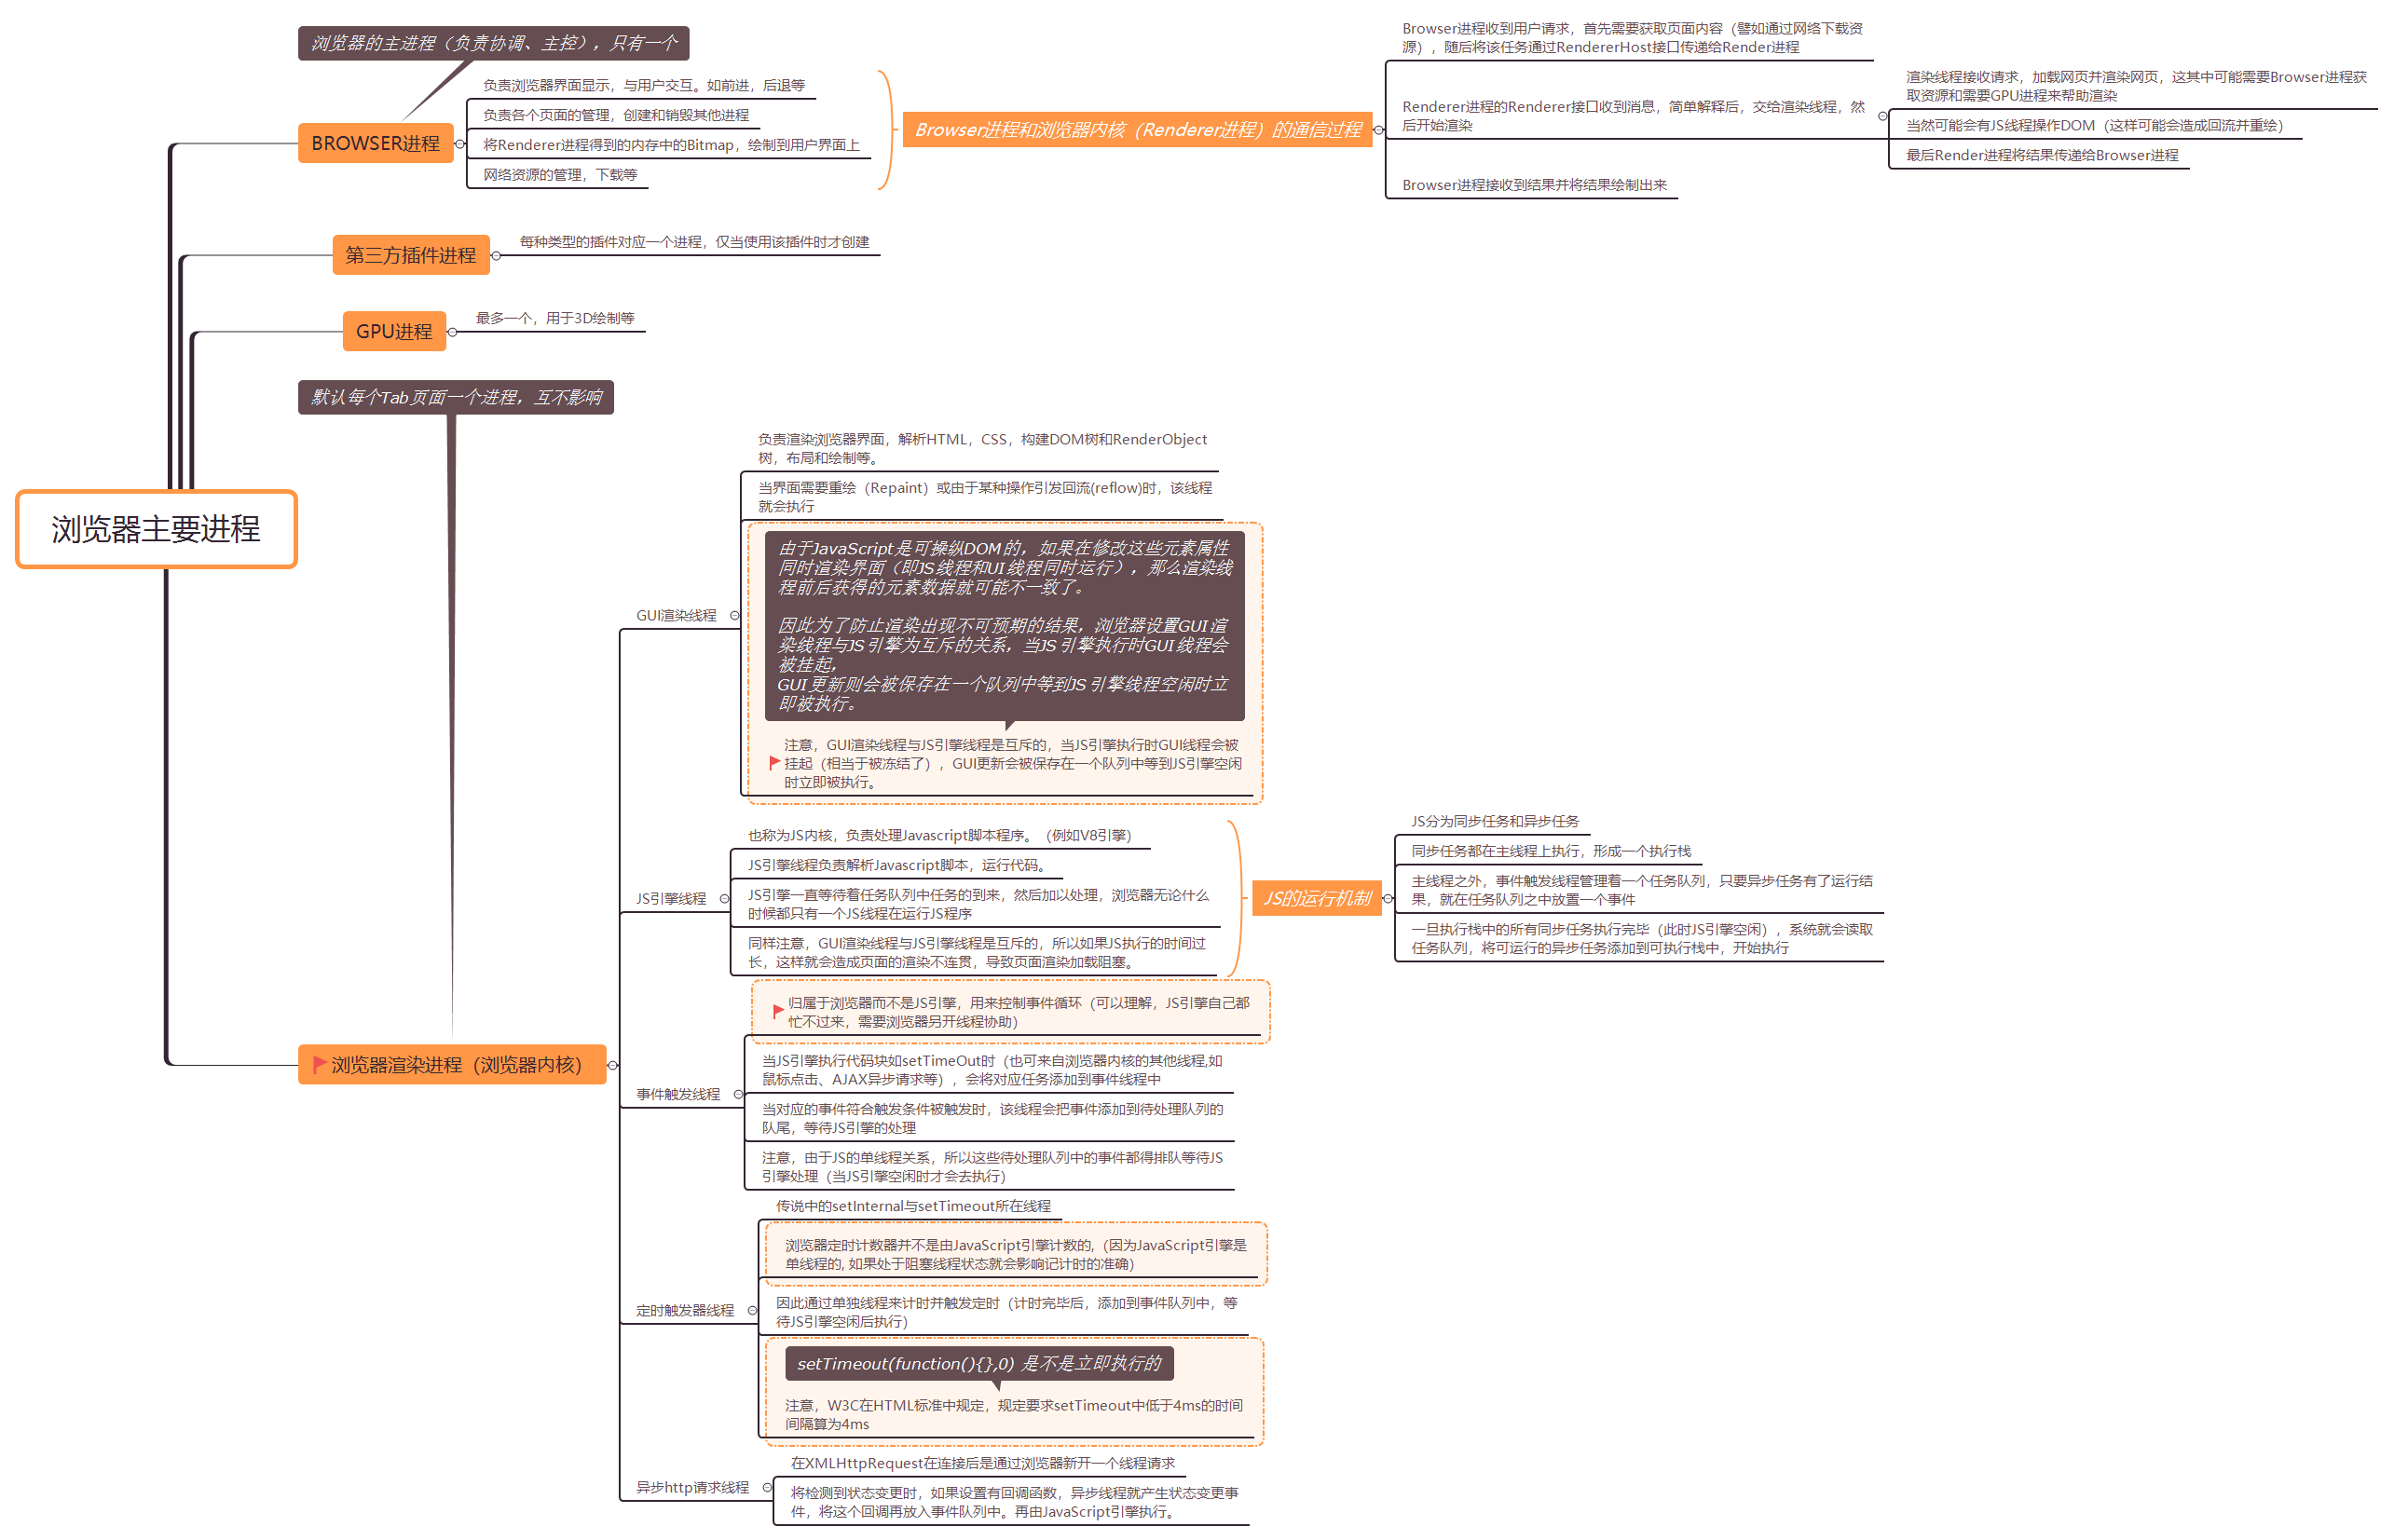 浏览器主要进程
浏览器的主进程（负责协调、主控），只有一个
BROWSER进程
负责浏览器界面显示，与用户交互。如前进，后退等
负责各个页面的管理，创建和销毁其他进程
将Renderer进程得到的内存中的Bitmap，绘制到用户界面上
网络资源的管理，下载等
Browser进程和浏览器内核（Renderer进程）的通信过程
Browser进程收到用户请求，首先需要获取页面内容（譬如通过网络下载资
源），随后将该任务通过RendererHost接口传递给Render进程
Renderer进程的Renderer接口收到消息，简单解释后，交给渲染线程，然
后开始渲染
渲染线程接收请求，加载网页并渲染网页，这其中可能需要Browser进程获
取资源和需要GPU进程来帮助渲染
当然可能会有JS线程操作DOM（这样可能会造成回流并重绘）
最后Render进程将结果传递给Browser进程
Browser进程接收到结果并将结果绘制出来
第三方插件进程
每种类型的插件对应一个进程，仅当使用该插件时才创建
GPU进程
最多一个，用于3D绘制等
默认每个Tab页面一个进程，互不影响
浏览器渲染进程（浏览器内核）
GUI渲染线程
负责渲染浏览器界面，解析HTML，CSS，构建DOM树和RenderObject
树，布局和绘制等。
当界面需要重绘（Repaint）或由于某种操作引发回流(reflow)时，该线程
就会执行
由于JavaScript是可操纵DOM的，如果在修改这些元素属性
同时渲染界面（即JS线程和UI线程同时运行），那么渲染线
程前后获得的元素数据就可能不一致了。
因此为了防止渲染出现不可预期的结果，浏览器设置GUI渲
染线程与JS引擎为互斥的关系，当JS引擎执行时GUI线程会
被挂起，
GUI更新则会被保存在一个队列中等到JS引擎线程空闲时立
即被执行。
注意，GUI渲染线程与JS引擎线程是互斥的，当JS引擎执行时GUI线程会被
挂起（相当于被冻结了），GUI更新会被保存在一个队列中等到JS引擎空闲
时立即被执行。
JS引擎线程
也称为JS内核，负责处理Javascript脚本程序。（例如V8引擎）
JS引擎线程负责解析Javascript脚本，运行代码。
JS引擎一直等待着任务队列中任务的到来，然后加以处理，浏览器无论什么
时候都只有一个JS线程在运行JS程序
同样注意，GUI渲染线程与JS引擎线程是互斥的，所以如果JS执行的时间过
长，这样就会造成页面的渲染不连贯，导致页面渲染加载阻塞。
JS的运行机制
JS分为同步任务和异步任务
同步任务都在主线程上执行，形成一个执行栈
主线程之外，事件触发线程管理着一个任务队列，只要异步任务有了运行结
果，就在任务队列之中放置一个事件
一旦执行栈中的所有同步任务执行完毕（此时JS引擎空闲），系统就会读取
任务队列，将可运行的异步任务添加到可执行栈中，开始执行
事件触发线程
归属于浏览器而不是JS引擎，用来控制事件循环（可以理解，JS引擎自己都
忙不过来，需要浏览器另开线程协助）
当JS引擎执行代码块如setTimeOut时（也可来自浏览器内核的其他线程,如
鼠标点击、AJAX异步请求等），会将对应任务添加到事件线程中
当对应的事件符合触发条件被触发时，该线程会把事件添加到待处理队列的
队尾，等待JS引擎的处理
注意，由于JS的单线程关系，所以这些待处理队列中的事件都得排队等待JS
引擎处理（当JS引擎空闲时才会去执行）
定时触发器线程
传说中的setInternal与setTimeout所在线程
浏览器定时计数器并不是由JavaScript引擎计数的,（因为JavaScript引擎是
单线程的, 如果处于阻塞线程状态就会影响记计时的准确）
因此通过单独线程来计时并触发定时（计时完毕后，添加到事件队列中，等
待JS引擎空闲后执行）
setTimeout(function(){},0) 是不是立即执行的
注意，W3C在HTML标准中规定，规定要求setTimeout中低于4ms的时间
间隔算为4ms
异步http请求线程
在XMLHttpRequest在连接后是通过浏览器新开一个线程请求
将检测到状态变更时，如果设置有回调函数，异步线程就产生状态变更事
件，将这个回调再放入事件队列中。再由JavaScript引擎执行。